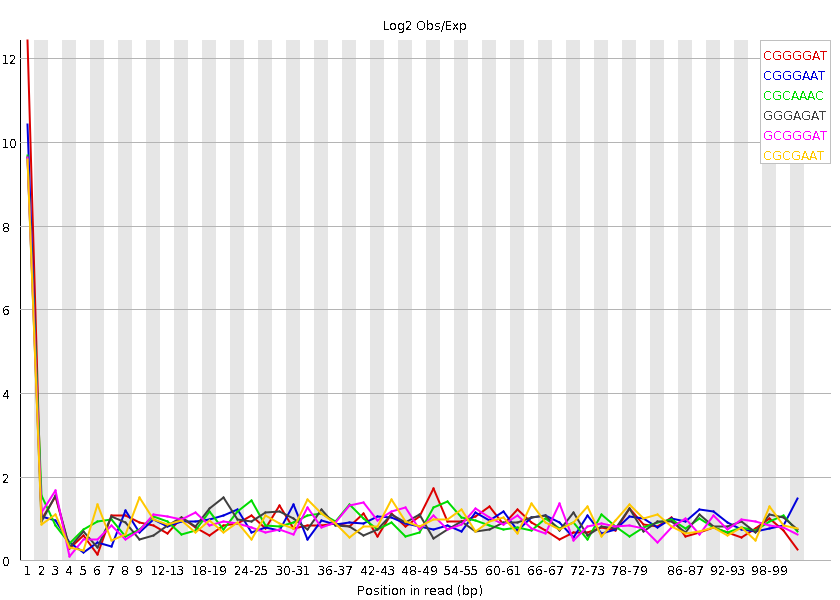 Log2 Obs/Exp
12
10
8
6
4
2
0
CGGGGAT
CGGGAAT
CGCAAAC
GGGAGAT
GCGGGAT
CGCGAAT
1 2 3 4 5 6 7 8 9 12-13 18-19 24-25 30-31 36-37 42-43 48-49 54-55 60-61 66-67 72-73 78-79 86-87 92-93 98-99
Position in read (bp)